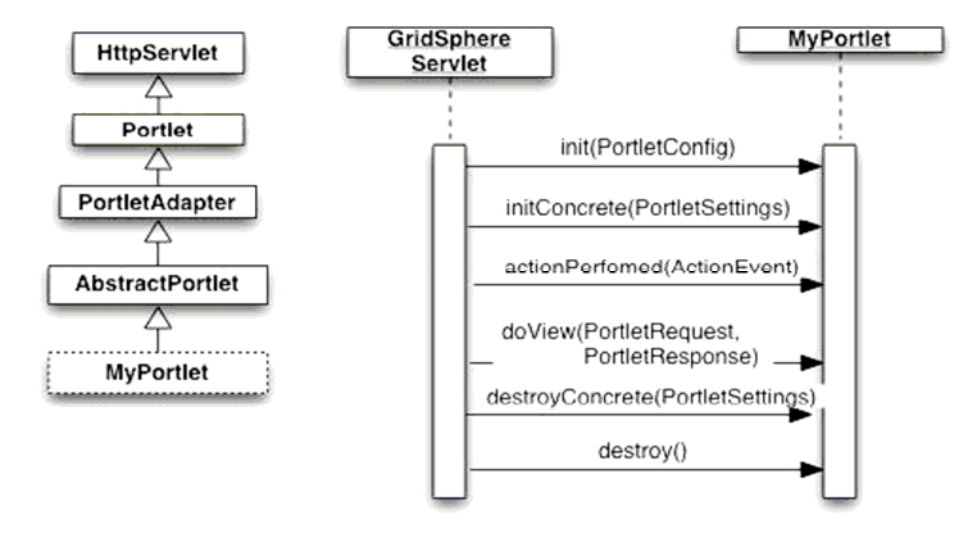 HttpServlet
Portlet
PortletAdapter
AbstractPortlet
MyPortlet
GridSphere
Servlet
MyPortlet
init(PortletConfig)
initConcrete(PortletSettings)
actionPerfomed(ActionEvent)
doView(PortletRequest,
PortletResponse)
destroyConcrete(PortletSettings)
destroy()